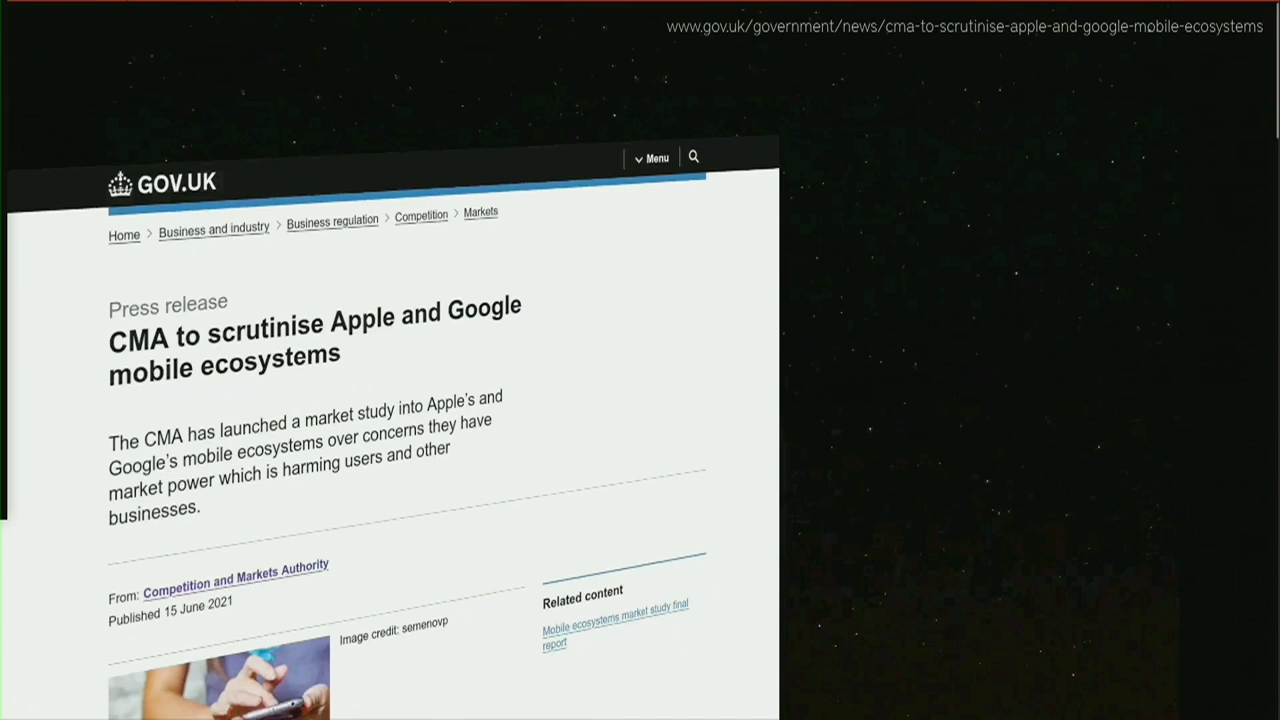 www.gov.uk/government/news/cma-to-scrutinise-apple-and-google-mobile-ecosystems
GOV.UK
Menu
Home > Business and industry > Business regulation > Competition > Markets
Press release
CMA to scrutinise Apple and Google
mobile ecosystems
The CMA has launched a market study into Apple's and
Google's mobile ecosystems over concerns they have
market power which is harming users and other
businesses.
From: Competition and Markets Authority
Published 15 June 2021
Image credit: semenovp
Related content
Mobile ecosystems market study final
report